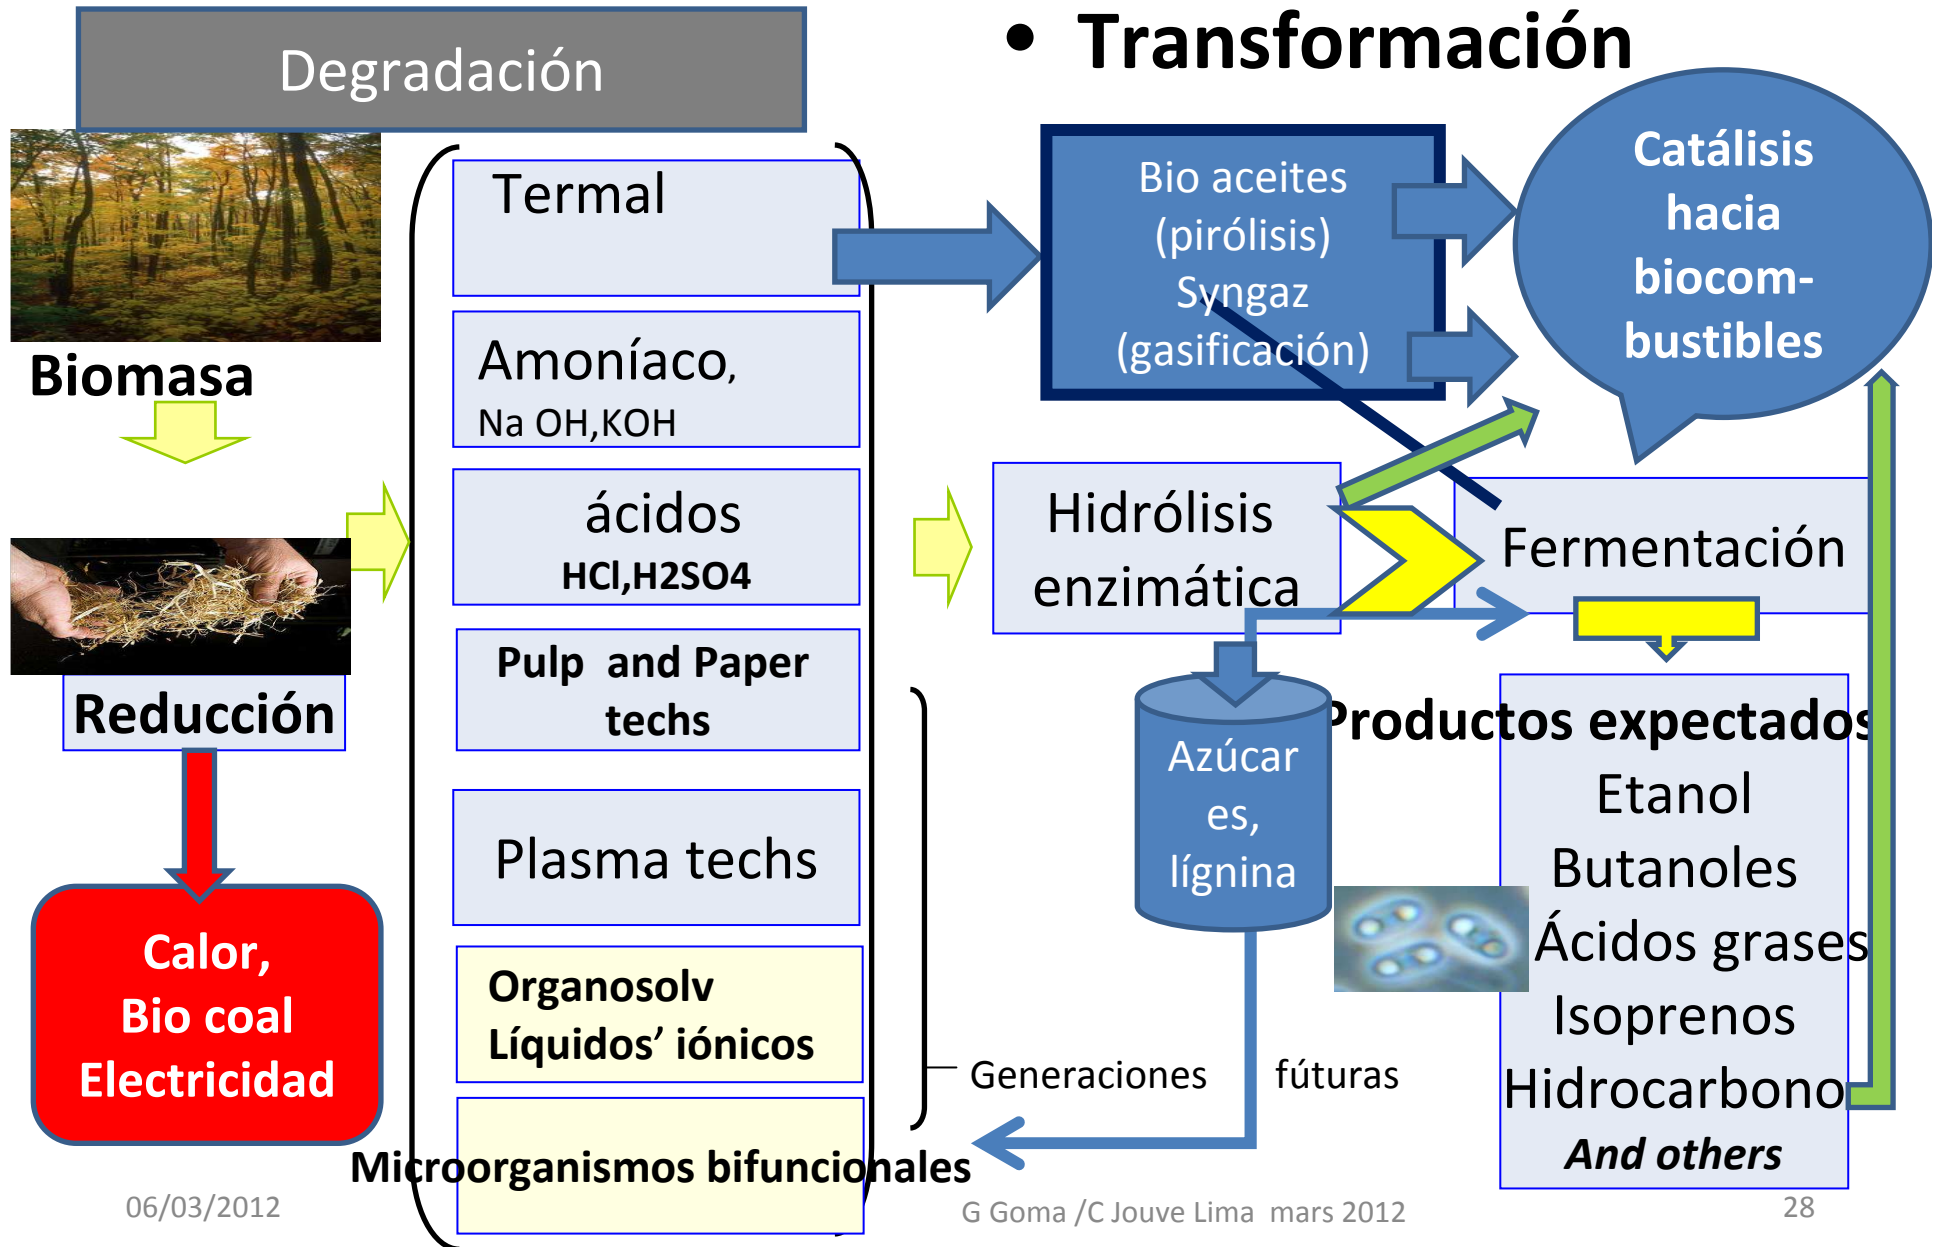 Degradación
• Transformación
Biomasa
Reducción
Calor,
Bio coal
Electricidad
Termal
Amoníaco,
Na OH,KOH
ácidos
HCl,H2SO4
Pulp and Paper
techs
Plasma techs
Organosolv
Líquidos’ iónicos
Microorganismos bifuncionales
Generaciones fúturas
Bio aceites
(pirólisis)
Syngaz
(gasificación)
Catálisis
hacia
biocom-
bustibles
Hidrólisis
enzimática
Fermentación
Azúcar
es,
lígnina
Productos expectados
Etanol
Butanoles
Ácidos grases
Isoprenos
Hidrocarbono
And others
06/03/2012
G Goma /C Jouve Lima mars 2012
28